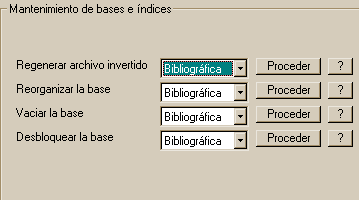 Mantenimiento de bases e índices
Regenerar archivo invertido Bibliográfica Proceder ?
Reorganizar la base Bibliográfica Proceder ?
Vaciar la base Bibliográfica Proceder ?
Desbloquear la base Bibliográfica Proceder ?